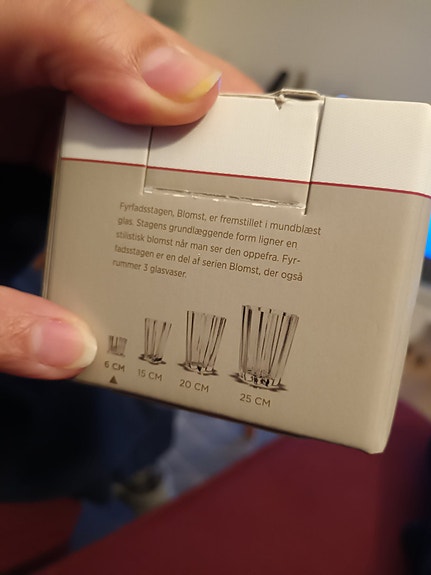 Fyrfadsstagen, Blomst, er fremstillet i mundblæst
glas. Stagens grundlæggende form ligner en
stilistisk blomst når man ser den oppefra. Fyr-
fadsstagen er en del af serien Blomst, der også
rummer 3 glasvaser.
6 CM
15 CM
20 CM
25 CM